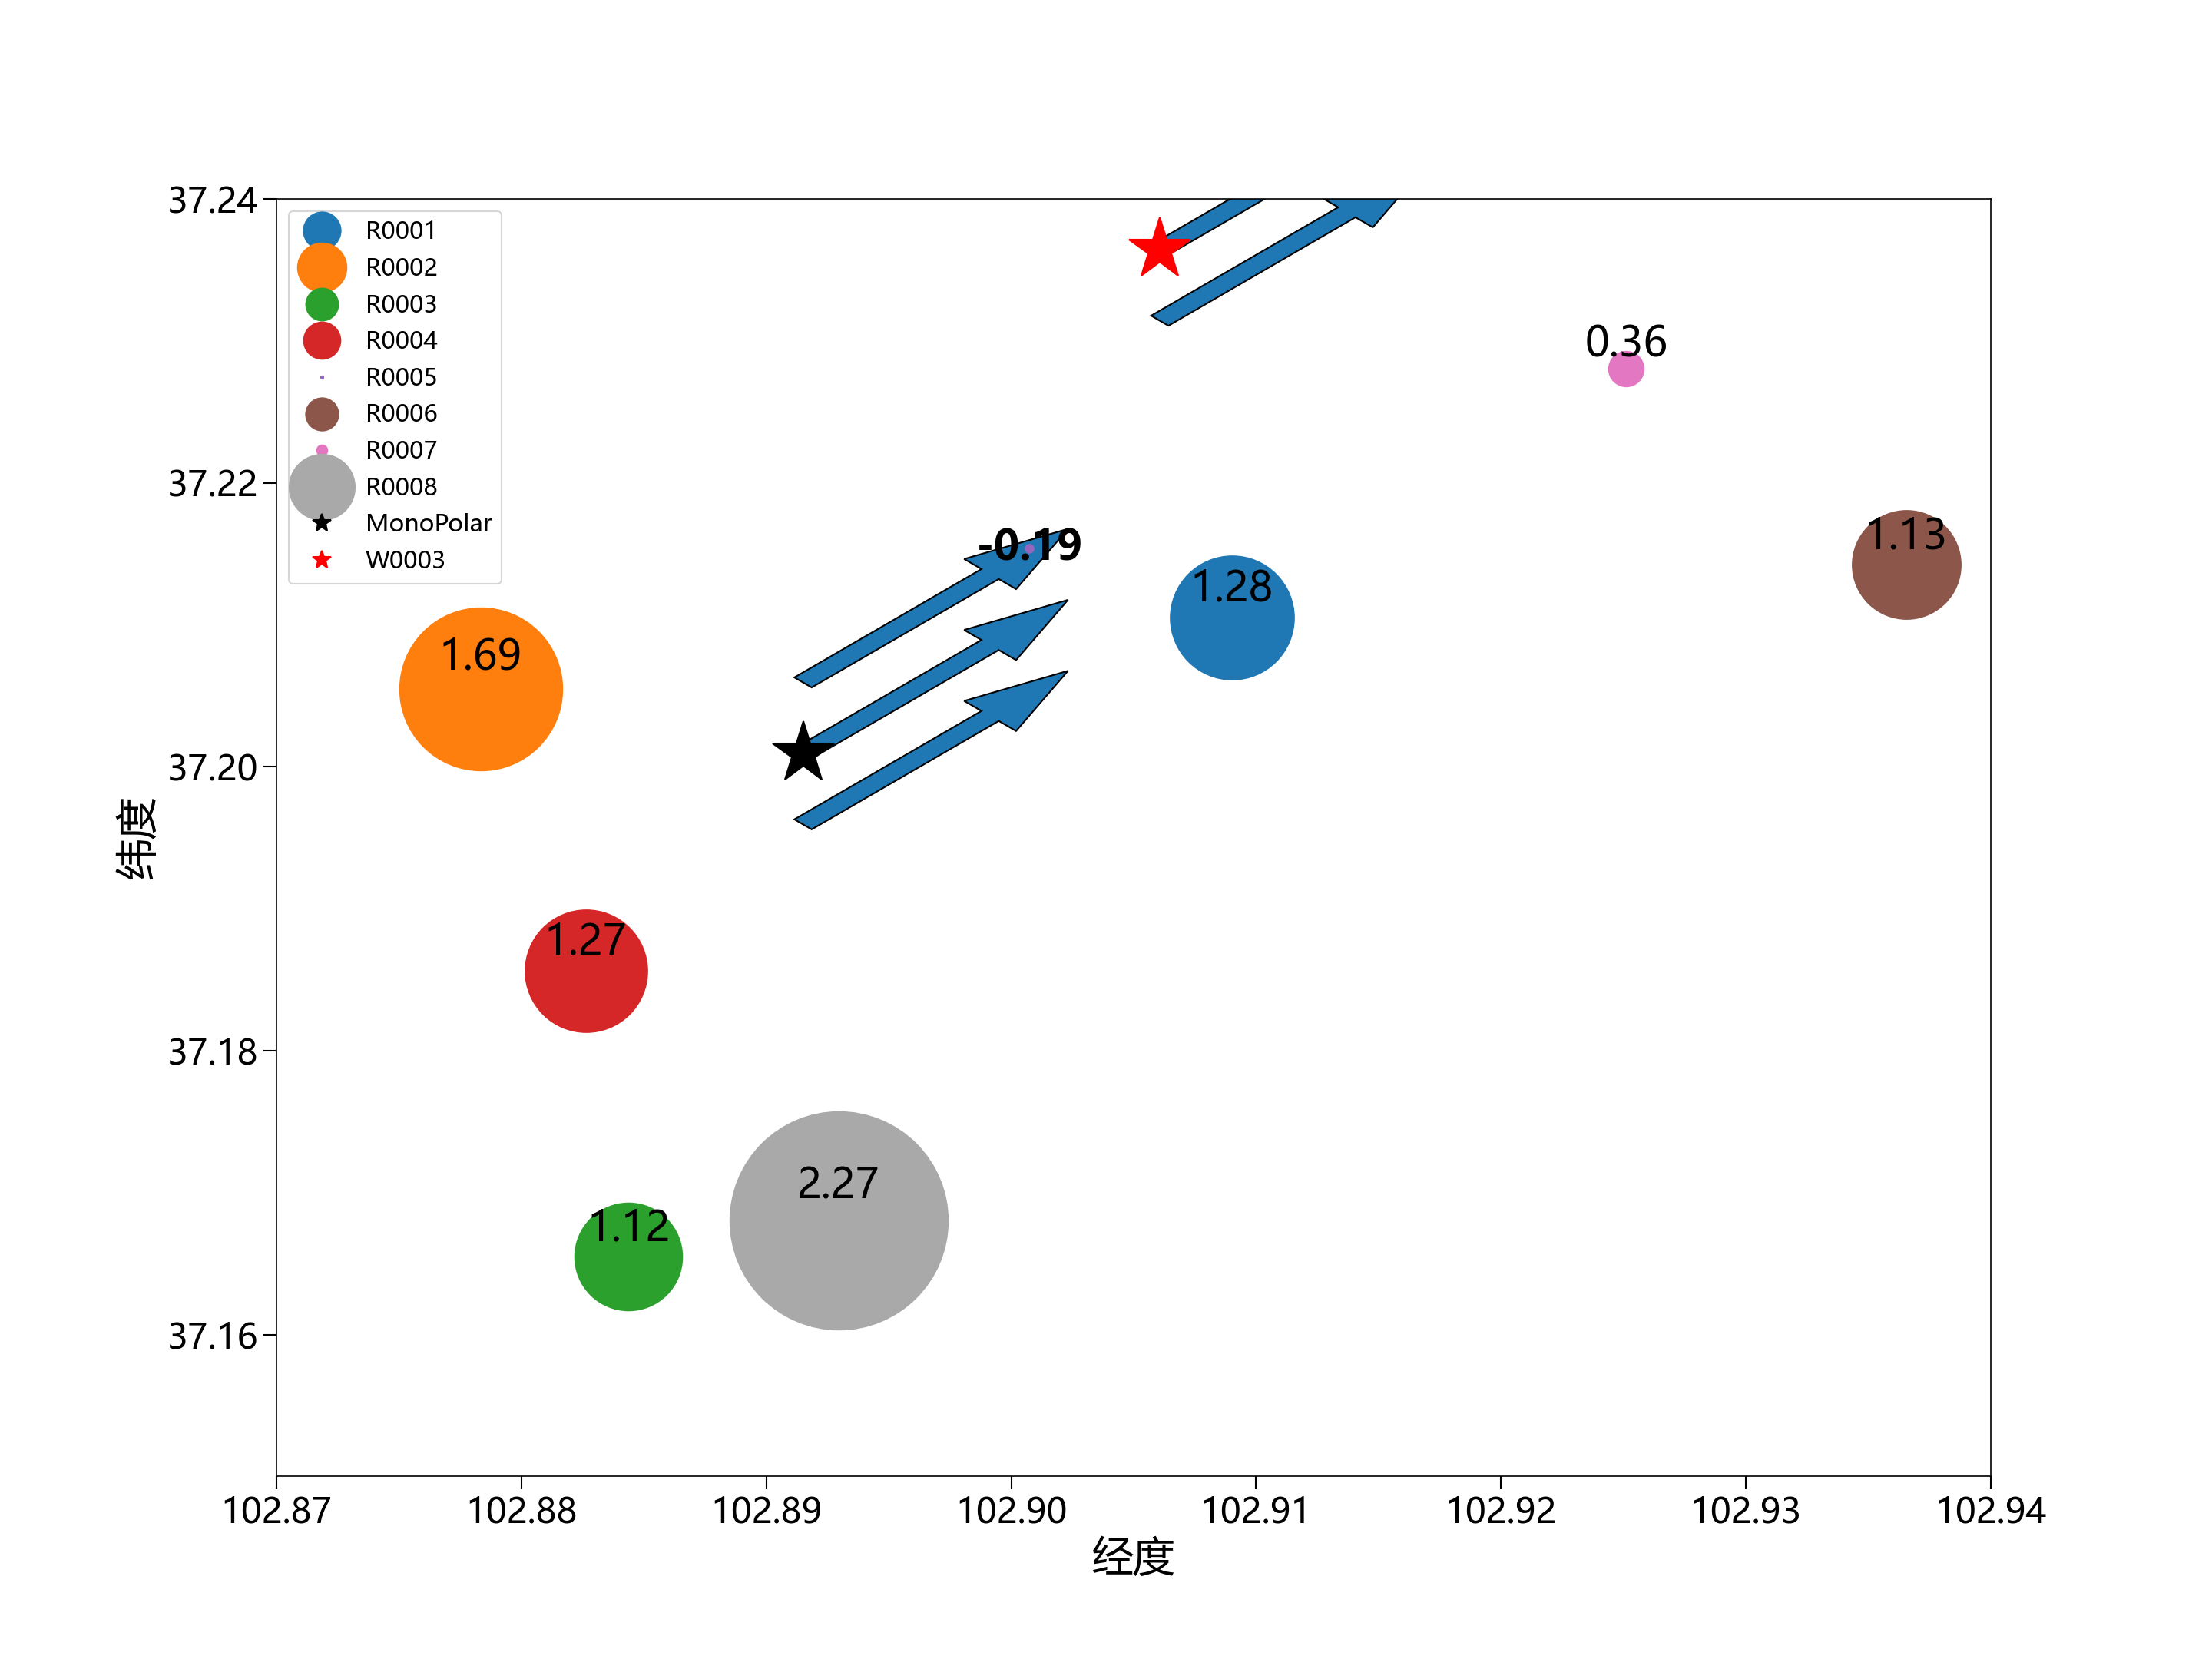 37.24
37.22
37.20
37.18
37.16
纬度
R0001
R0002
R0003
R0004
R0005
R0006
R0007
R0008
MonoPolar
W0003
0.36
-0.19
1.13
1.28
1.69
1.27
2.27
1.12
102.87
102.88
102.89
102.90
102.91
102.92
102.93
102.94
经度